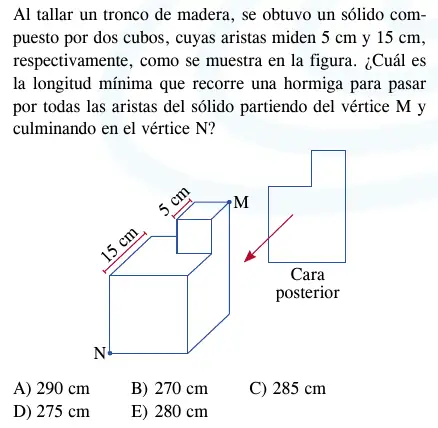 Al tallar un tronco de madera, se obtuvo un sólido com-
puesto por dos cubos, cuyas aristas miden 5 cm y 15 cm,
respectivamente, como se muestra en la figura. ¿Cuál es
la longitud mínima que recorre una hormiga para pasar
por todas las aristas del sólido partiendo del vértice M y
culminando en el vértice N?
5 cm
M
15 cm
Cara
posterior
N
A) 290 cm B) 270 cm C) 285 cm
D) 275 cm E) 280 cm